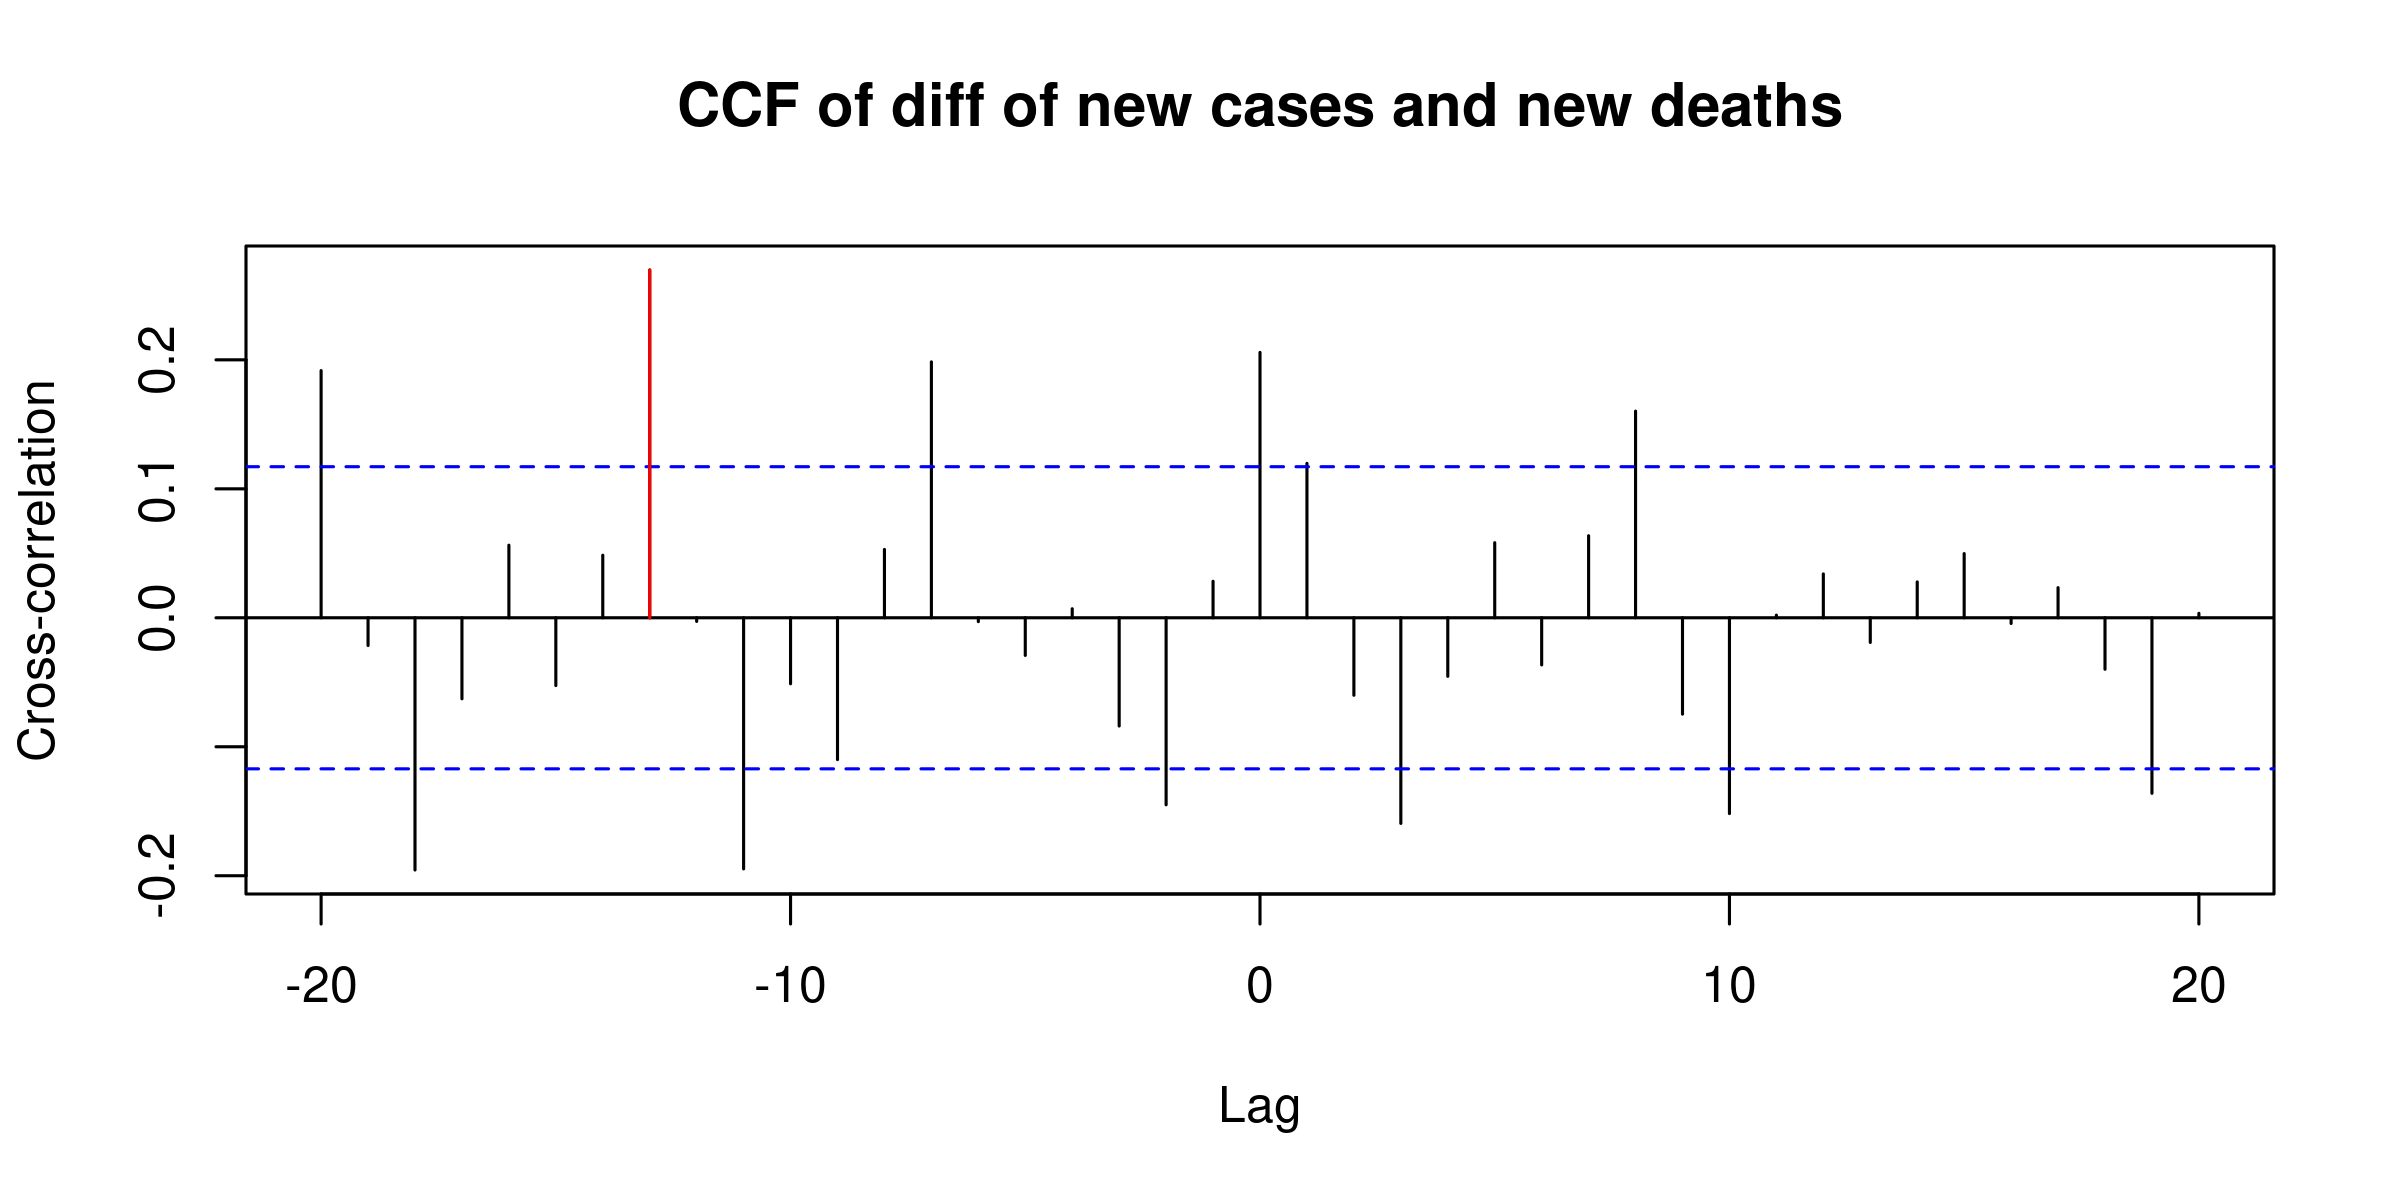 CCF of diff of new cases and new deaths
Cross-correlation
0.2
0.1
0.0
-0.2
-20 -10 0 10 20
Lag